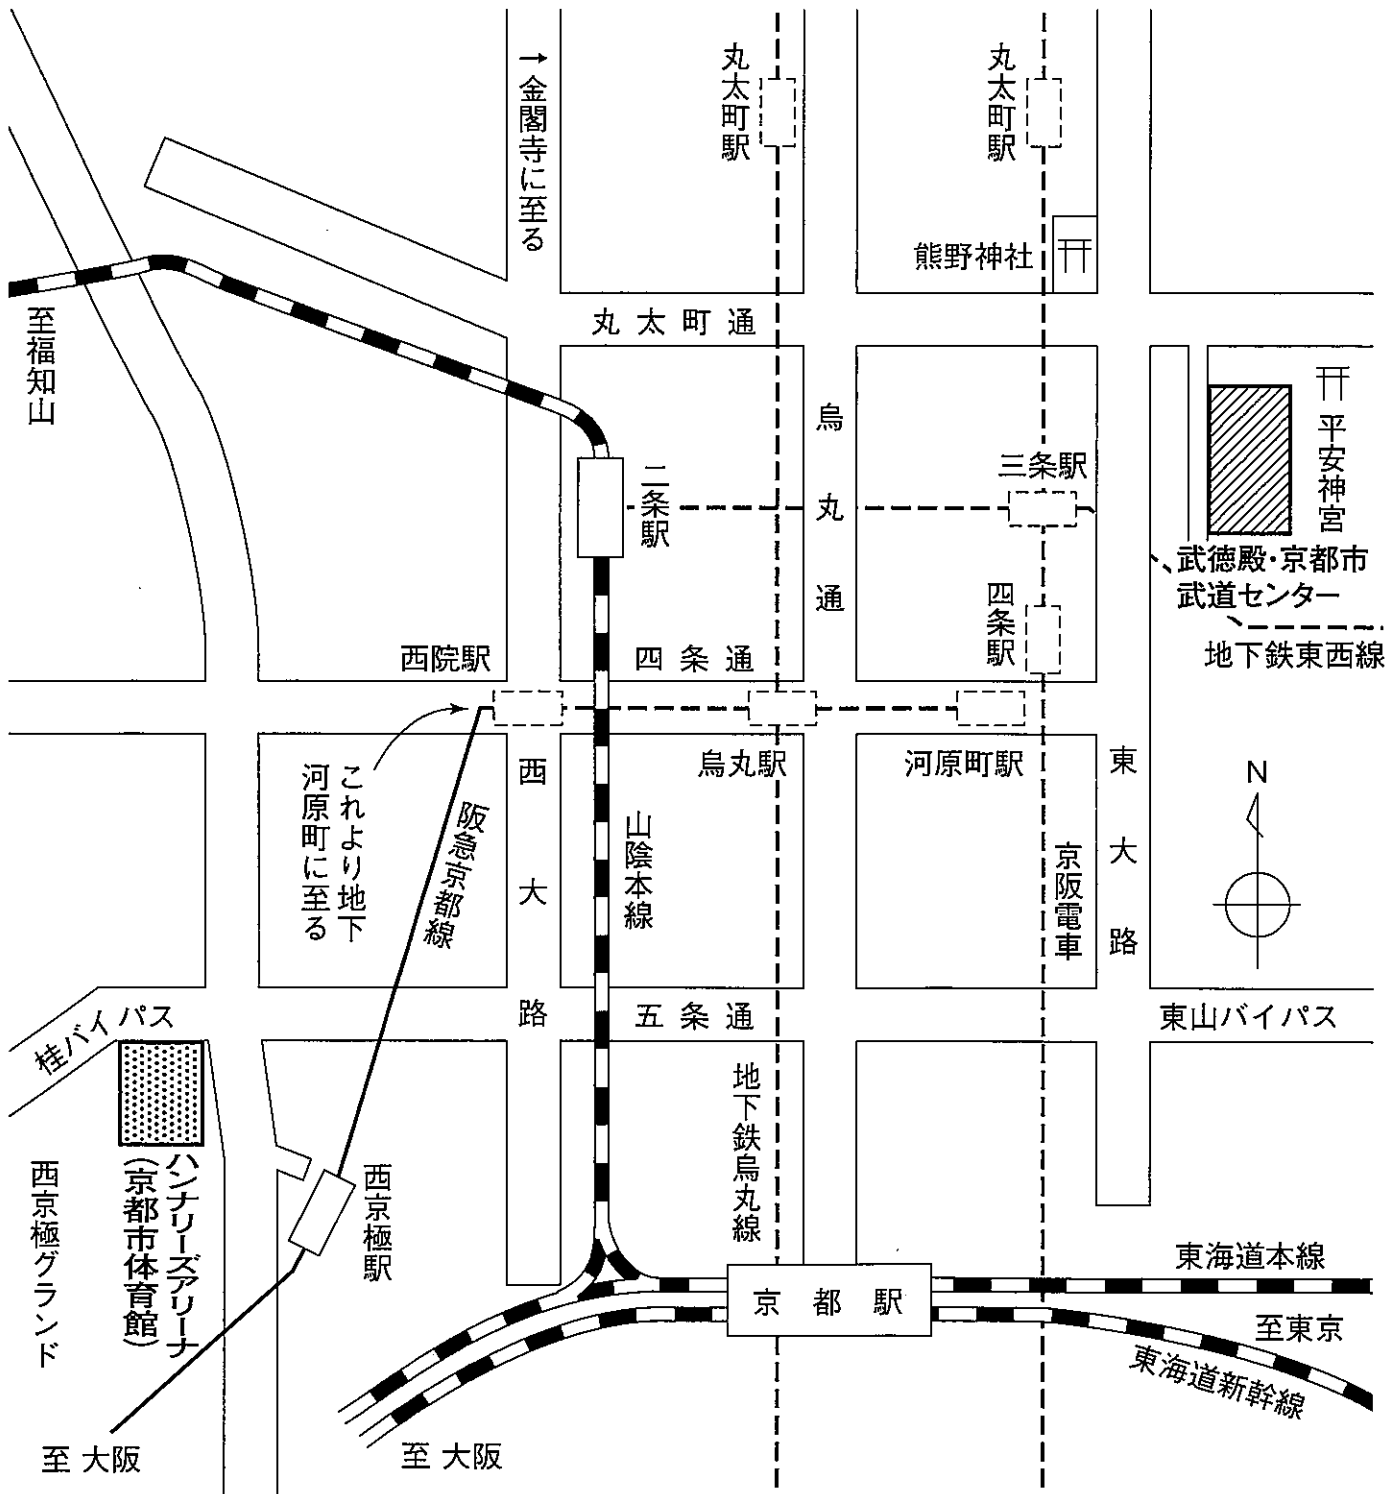 →金閣寺に至る
丸太町駅
丸太町駅
熊野神社
至福知山
丸太町通
烏丸通
平安神宮
三条駅
二条駅
武徳殿・京都市
武道センター
四条駅
地下鉄東西線
西院駅
四条通
烏丸駅
河原町駅
これより地下
河原町に至る
阪急京都線
西大路
山陰本線
東大路
京阪電車
N
桂バイパス
五条通
東山バイパス
地下鉄烏丸線
西京極グランド
ハンナリーズアリーナ
(京都市体育館)
西京極駅
京都駅
東海道本線
至東京
東海道新幹線
至 大阪
至 大阪